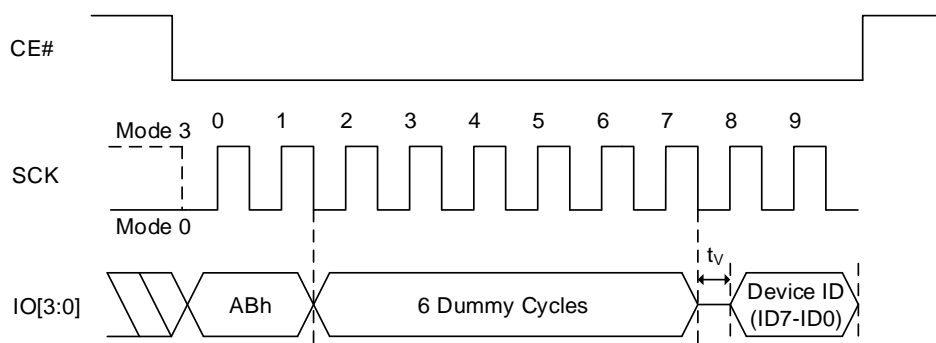 CE#
Mode 3
0 1 2 3 4 5 6 7 8 9
SCK
Mode 0
tV
IO[3:0]
ABh
6 Dummy Cycles
Device ID
(ID7-ID0)